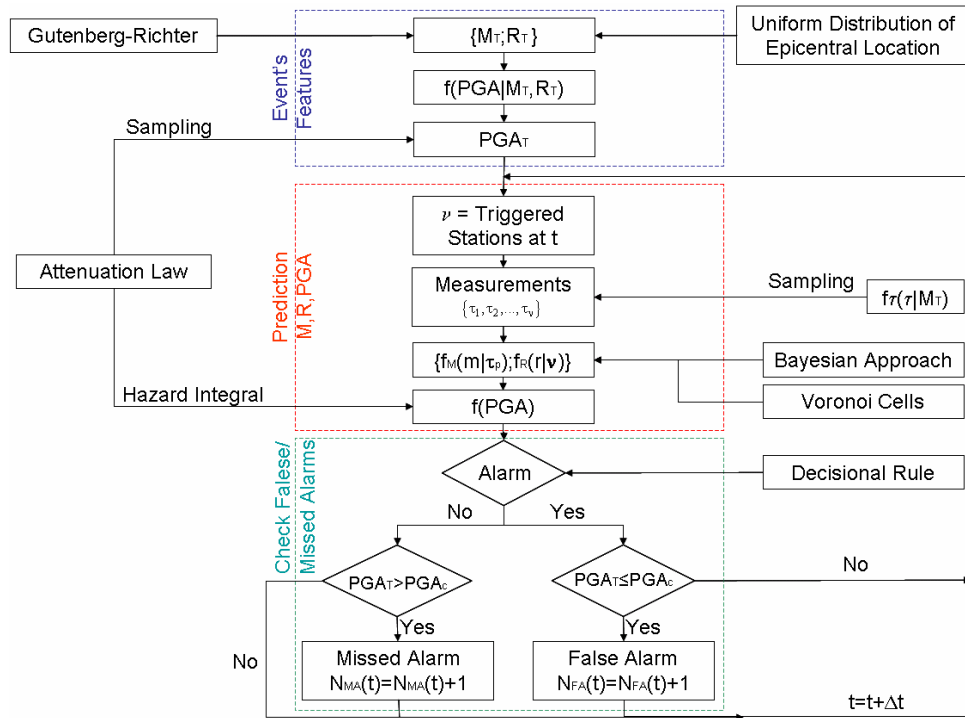 Gutenberg-Richter
{MT;RT}
Uniform Distribution of
Epicentral Location
Event's
Features
f(PGA|MT,RT)
Sampling
PGAT
Prediction
M,R,PGA
ν = Triggered
Stations at t
Attenuation Law
Measurements
{τ1,τ2,...,τν}
Sampling
fτ(τ|MT)
{fM(m|τp);fR(r|ν)}
Bayesian Approach
Hazard Integral
f(PGA)
Voronoi Cells
Check Falese/
Missed Alarms
Alarm
Decisional Rule
No
Yes
PGAT>PGAc
PGAT≤PGAc
No
Yes
Yes
No
Missed Alarm
NMA(t)=NMA(t)+1
False Alarm
NFA(t)=NFA(t)+1
t=t+Δt